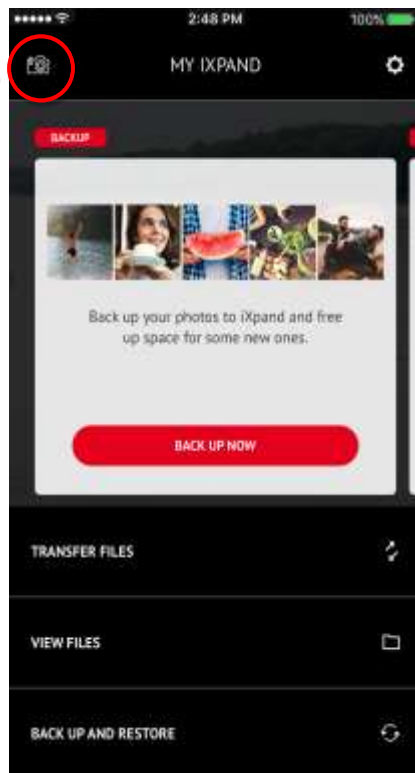 2:48 PM
100%
MY IXPAND
BACKUP
Back up your photos to iXpand and free
up space for some new ones.
BACK UP NOW
TRANSFER FILES
VIEW FILES
BACK UP AND RESTORE